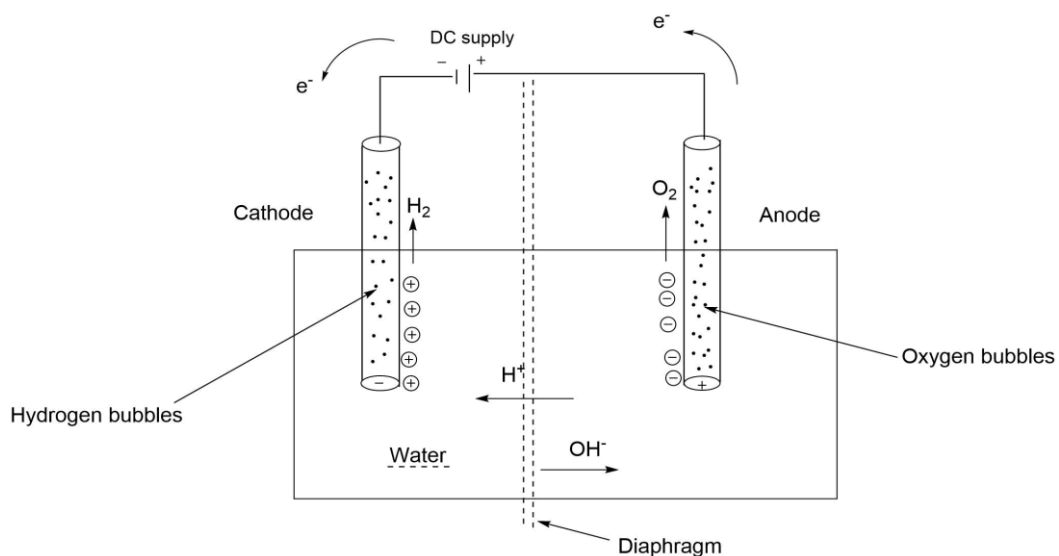 DC supply
e⁻
− +
e⁻
Cathode
H₂
O₂
Anode
+
+
+
+
+
−
−
−
−
−
−
+
H⁺
Oxygen bubbles
Hydrogen bubbles
Water
OH⁻
Diaphragm